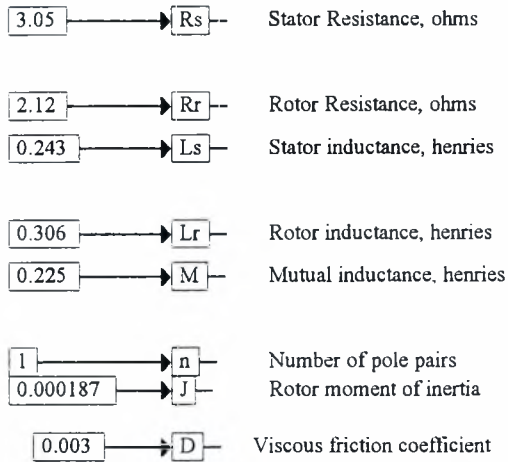 3.05 Rs Stator Resistance, ohms
2.12 Rr Rotor Resistance, ohms
0.243 Ls Stator inductance, henries
0.306 Lr Rotor inductance, henries
0.225 M Mutual inductance, henries
1 n Number of pole pairs
0.000187 J Rotor moment of inertia
0.003 D Viscous friction coefficient